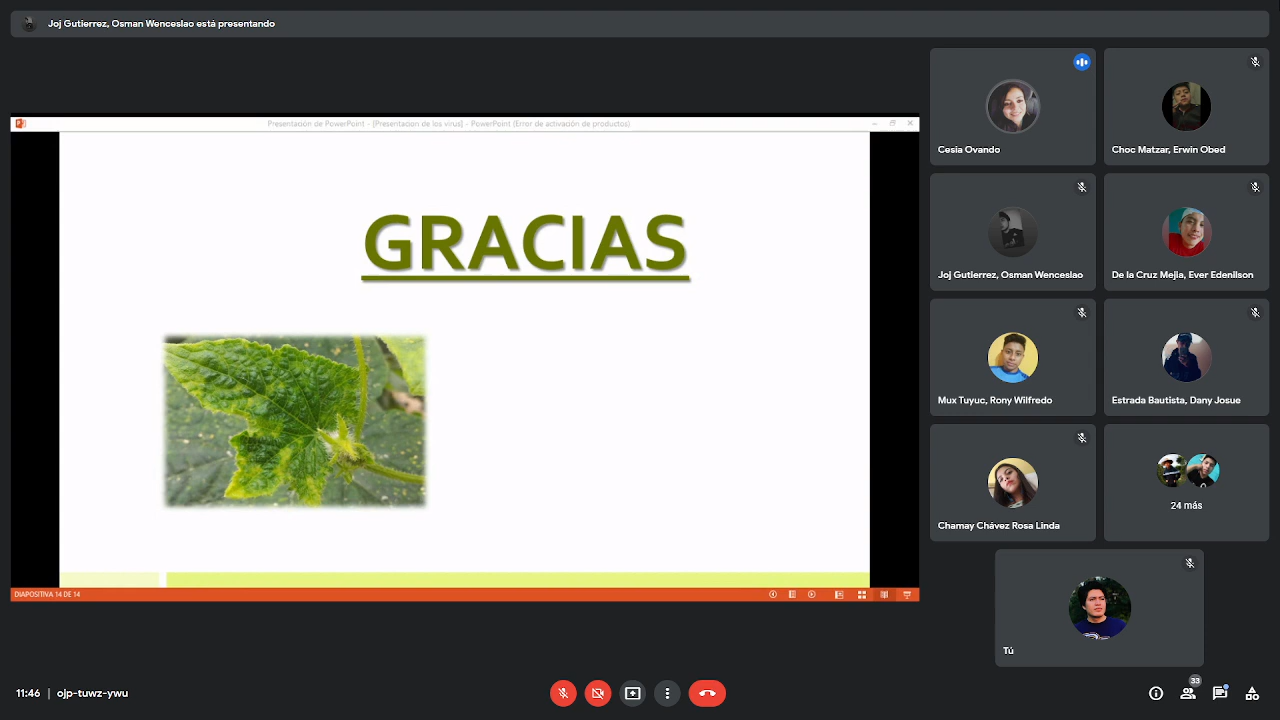 Joj Gutierrez, Osman Wenceslao está presentando
Presentación de PowerPoint - [Presentacion de los virus] - PowerPoint (Error de activación de productos)
GRACIAS
DIAPOSITIVA 14 DE 14
Cesia Ovando
Choc Matzar, Erwin Obed
Joj Gutierrez, Osman Wenceslao
De la Cruz Mejia, Ever Edenilson
Mux Tuyuc, Rony Wilfredo
Estrada Bautista, Dany Josue
Chamay Chávez Rosa Linda
24 más
Tú
11:46 | ojp-tuwz-ywu
33